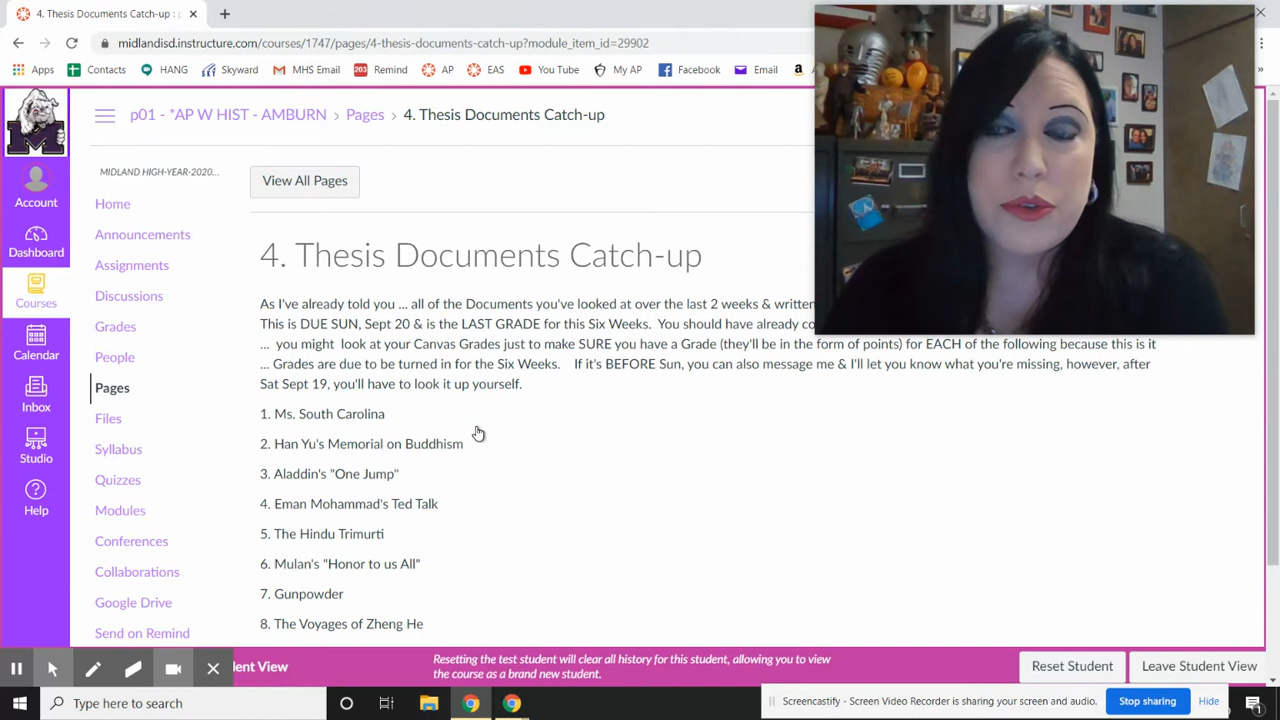 4. Thesis Documents Catch-up :
midlandisd.instructure.com/courses/1747/pages/4-thesis-documents-catch-up?module_item_id=29902
Apps Contacts HANG Skyward MHS Email Remind AP EAS You Tube My AP Facebook Email
p01 - *AP W HIST - AMBURN > Pages > 4. Thesis Documents Catch-up
MIDLAND HIGH-YEAR-2020...
Account
Dashboard
Courses
Calendar
Inbox
Studio
Help
Home
Announcements
Assignments
Discussions
Grades
People
Pages
Files
Syllabus
Quizzes
Modules
Conferences
Collaborations
Google Drive
Send on Remind
View All Pages
4. Thesis Documents Catch-up
As I've already told you ... all of the Documents you've looked at over the last 2 weeks & written
This is DUE SUN, Sept 20 & is the LAST GRADE for this Six Weeks. You should have already co
... you might look at your Canvas Grades just to make SURE you have a Grade (they'll be in the form of points) for EACH of the following because this is it
... Grades are due to be turned in for the Six Weeks. If it's BEFORE Sun, you can also message me & I'll let you know what you're missing, however, after
Sat Sept 19, you'll have to look it up yourself.
1. Ms. South Carolina
2. Han Yu's Memorial on Buddhism
3. Aladdin's "One Jump"
4. Eman Mohammad's Ted Talk
5. The Hindu Trimurti
6. Mulan's "Honor to us All"
7. Gunpowder
8. The Voyages of Zheng He
dent View
Resetting the test student will clear all history for this student, allowing you to view
the course as a brand new student.
Reset Student
Leave Student View
Type here to search
Screencastify - Screen Video Recorder is sharing your screen and audio.
Stop sharing
Hide